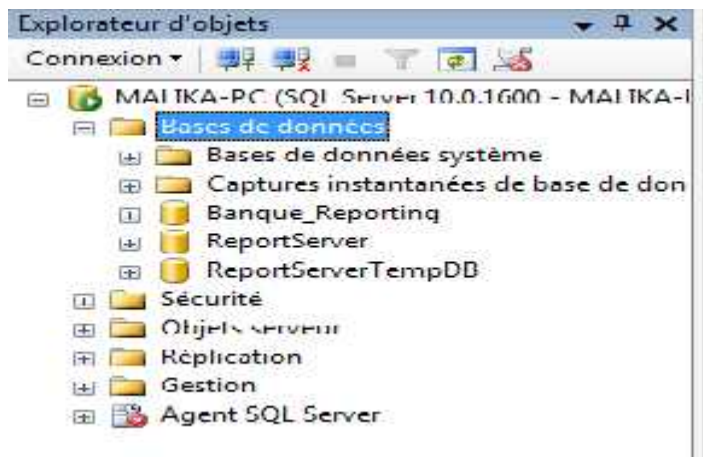 Explorateur d'objets
Connexion
MALIKA-PC (SQL Server 10.0.1600 - MALIKA-
Bases de données
Bases de données système
Captures instantanées de base de don
Banque_Reporting
ReportServer
ReportServerTempDB
Sécurité
Objets serveur
Réplication
Gestion
Agent SQL Server